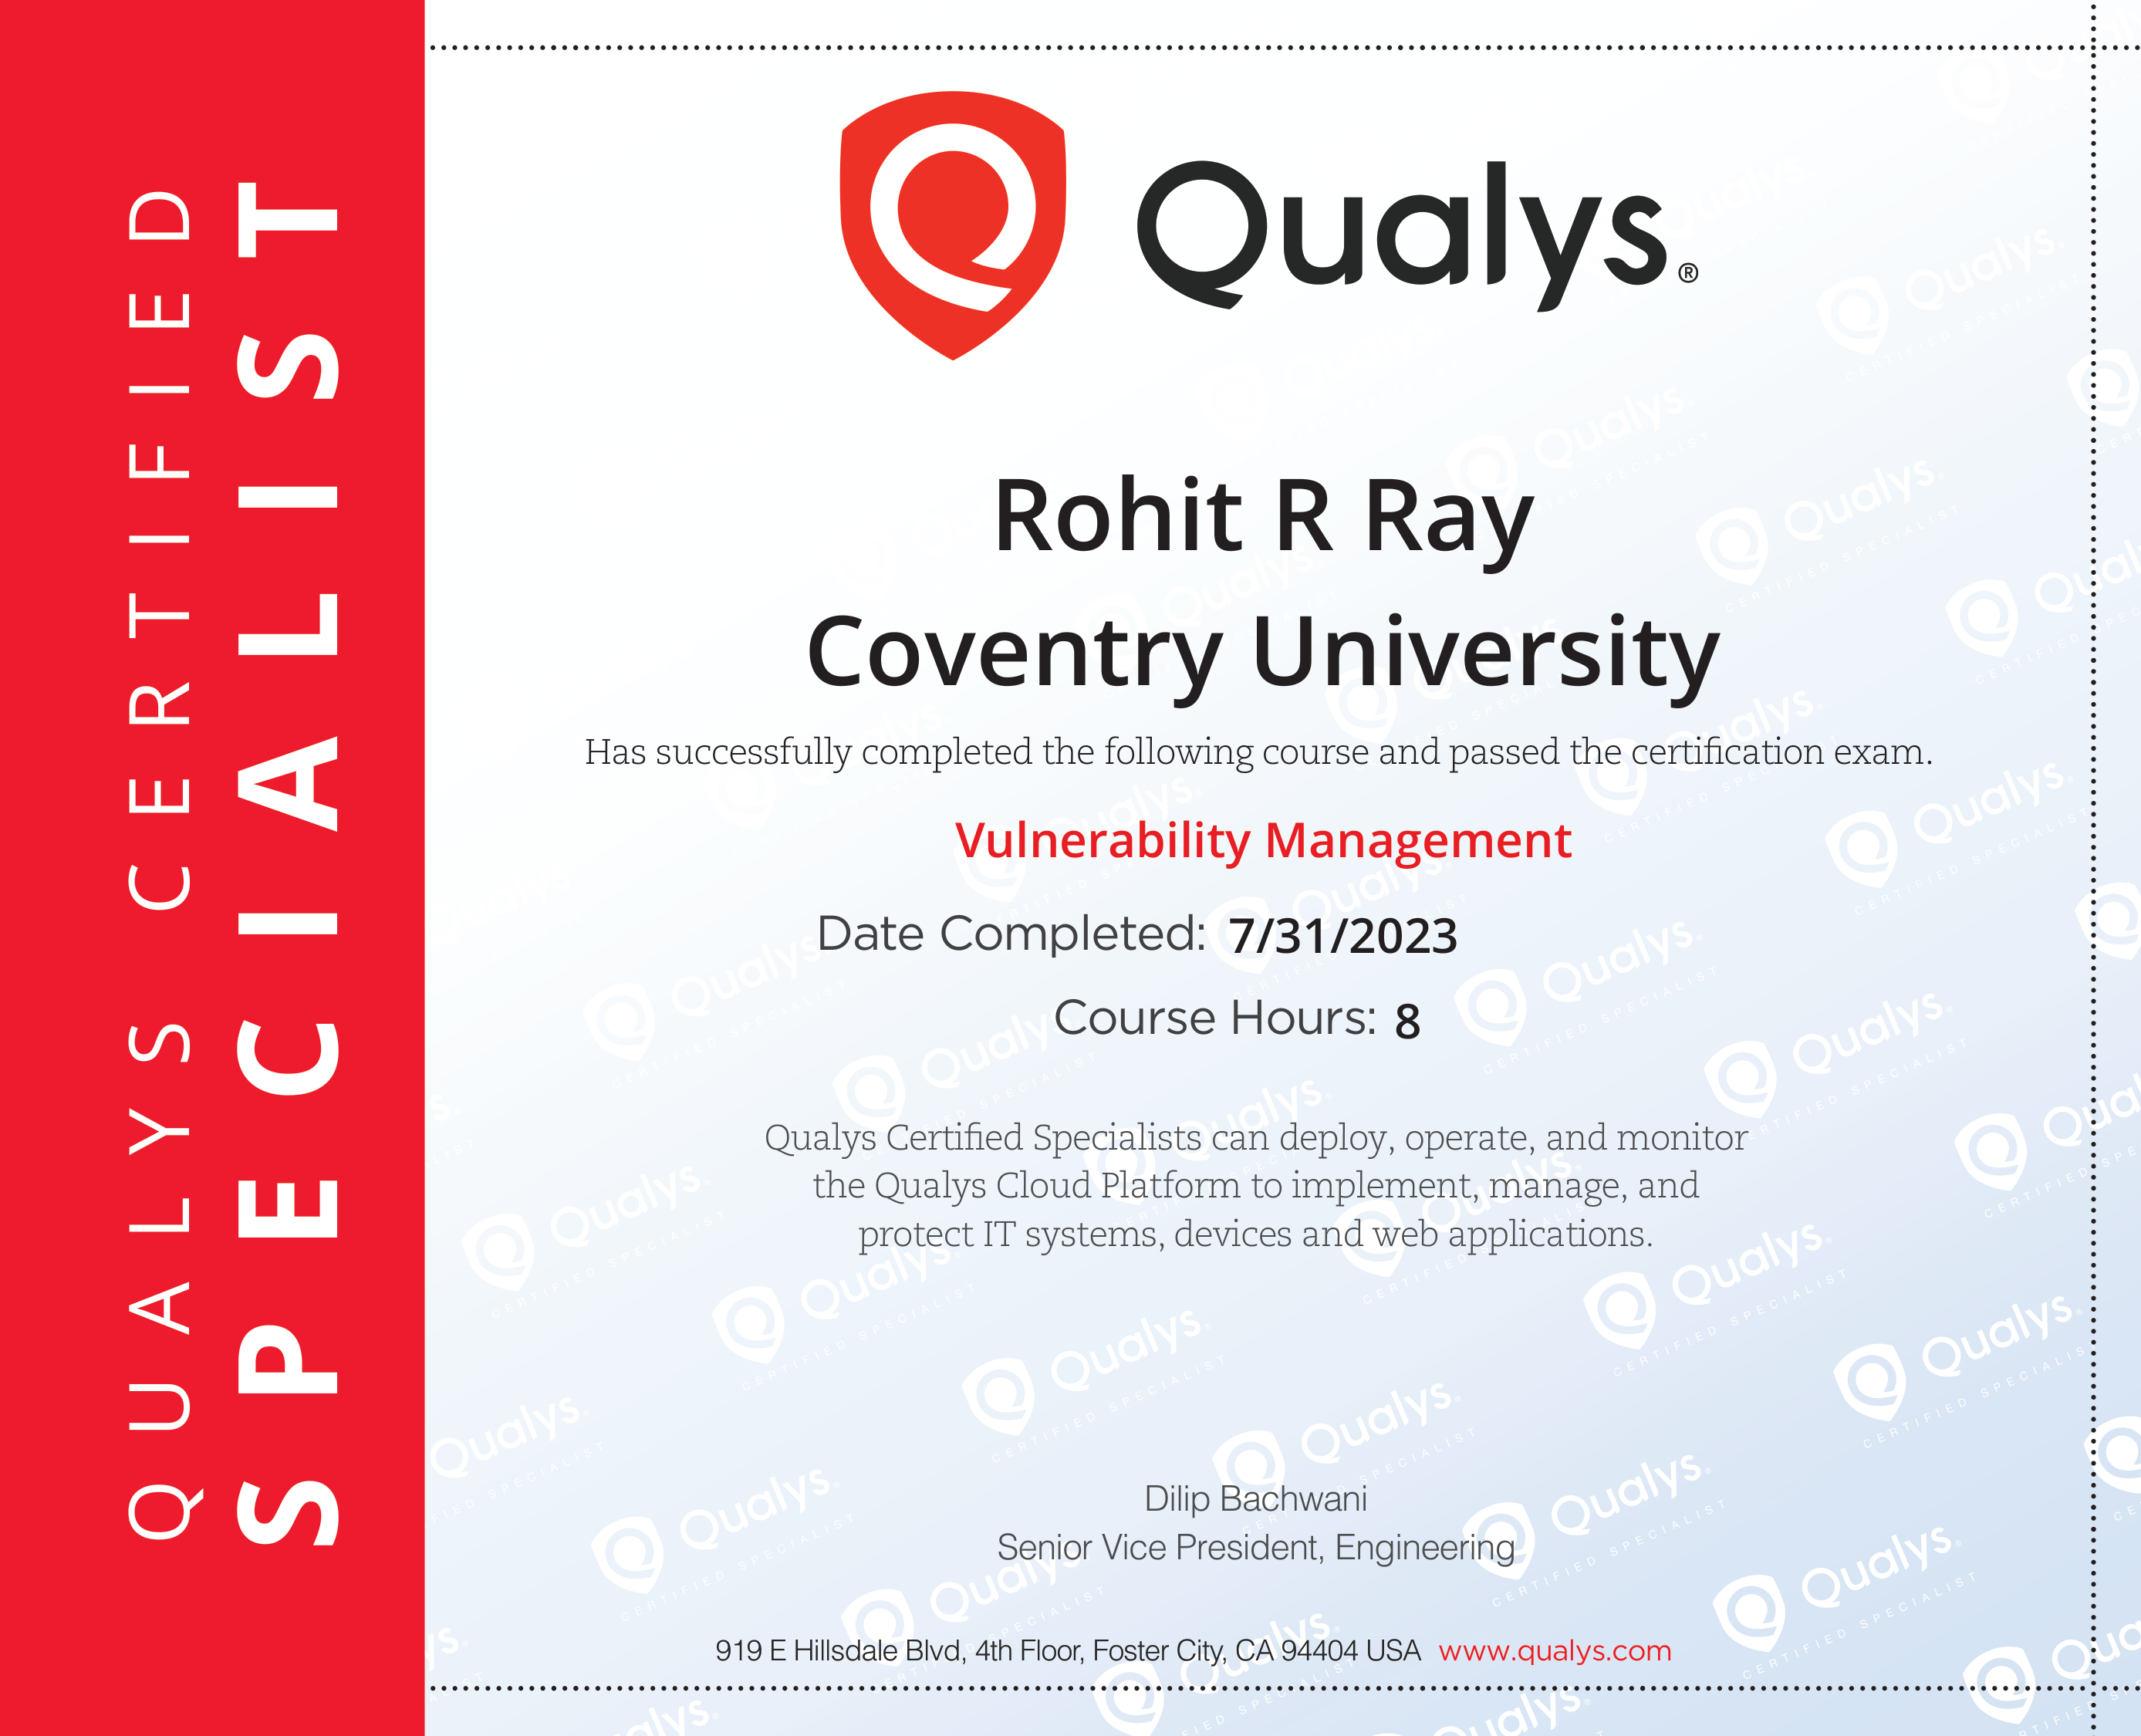 QUALYS CERTIFIED
SPECIALIST
Qualys®
Rohit R Ray
Coventry University
Has successfully completed the following course and passed the certification exam.
Vulnerability Management
Date Completed: 7/31/2023
Course Hours: 8
Qualys Certified Specialists can deploy, operate, and monitor
the Qualys Cloud Platform to implement, manage, and
protect IT systems, devices and web applications.
Dilip Bachwani
Senior Vice President, Engineering
919 E Hillsdale Blvd, 4th Floor, Foster City, CA 94404 USA www.qualys.com